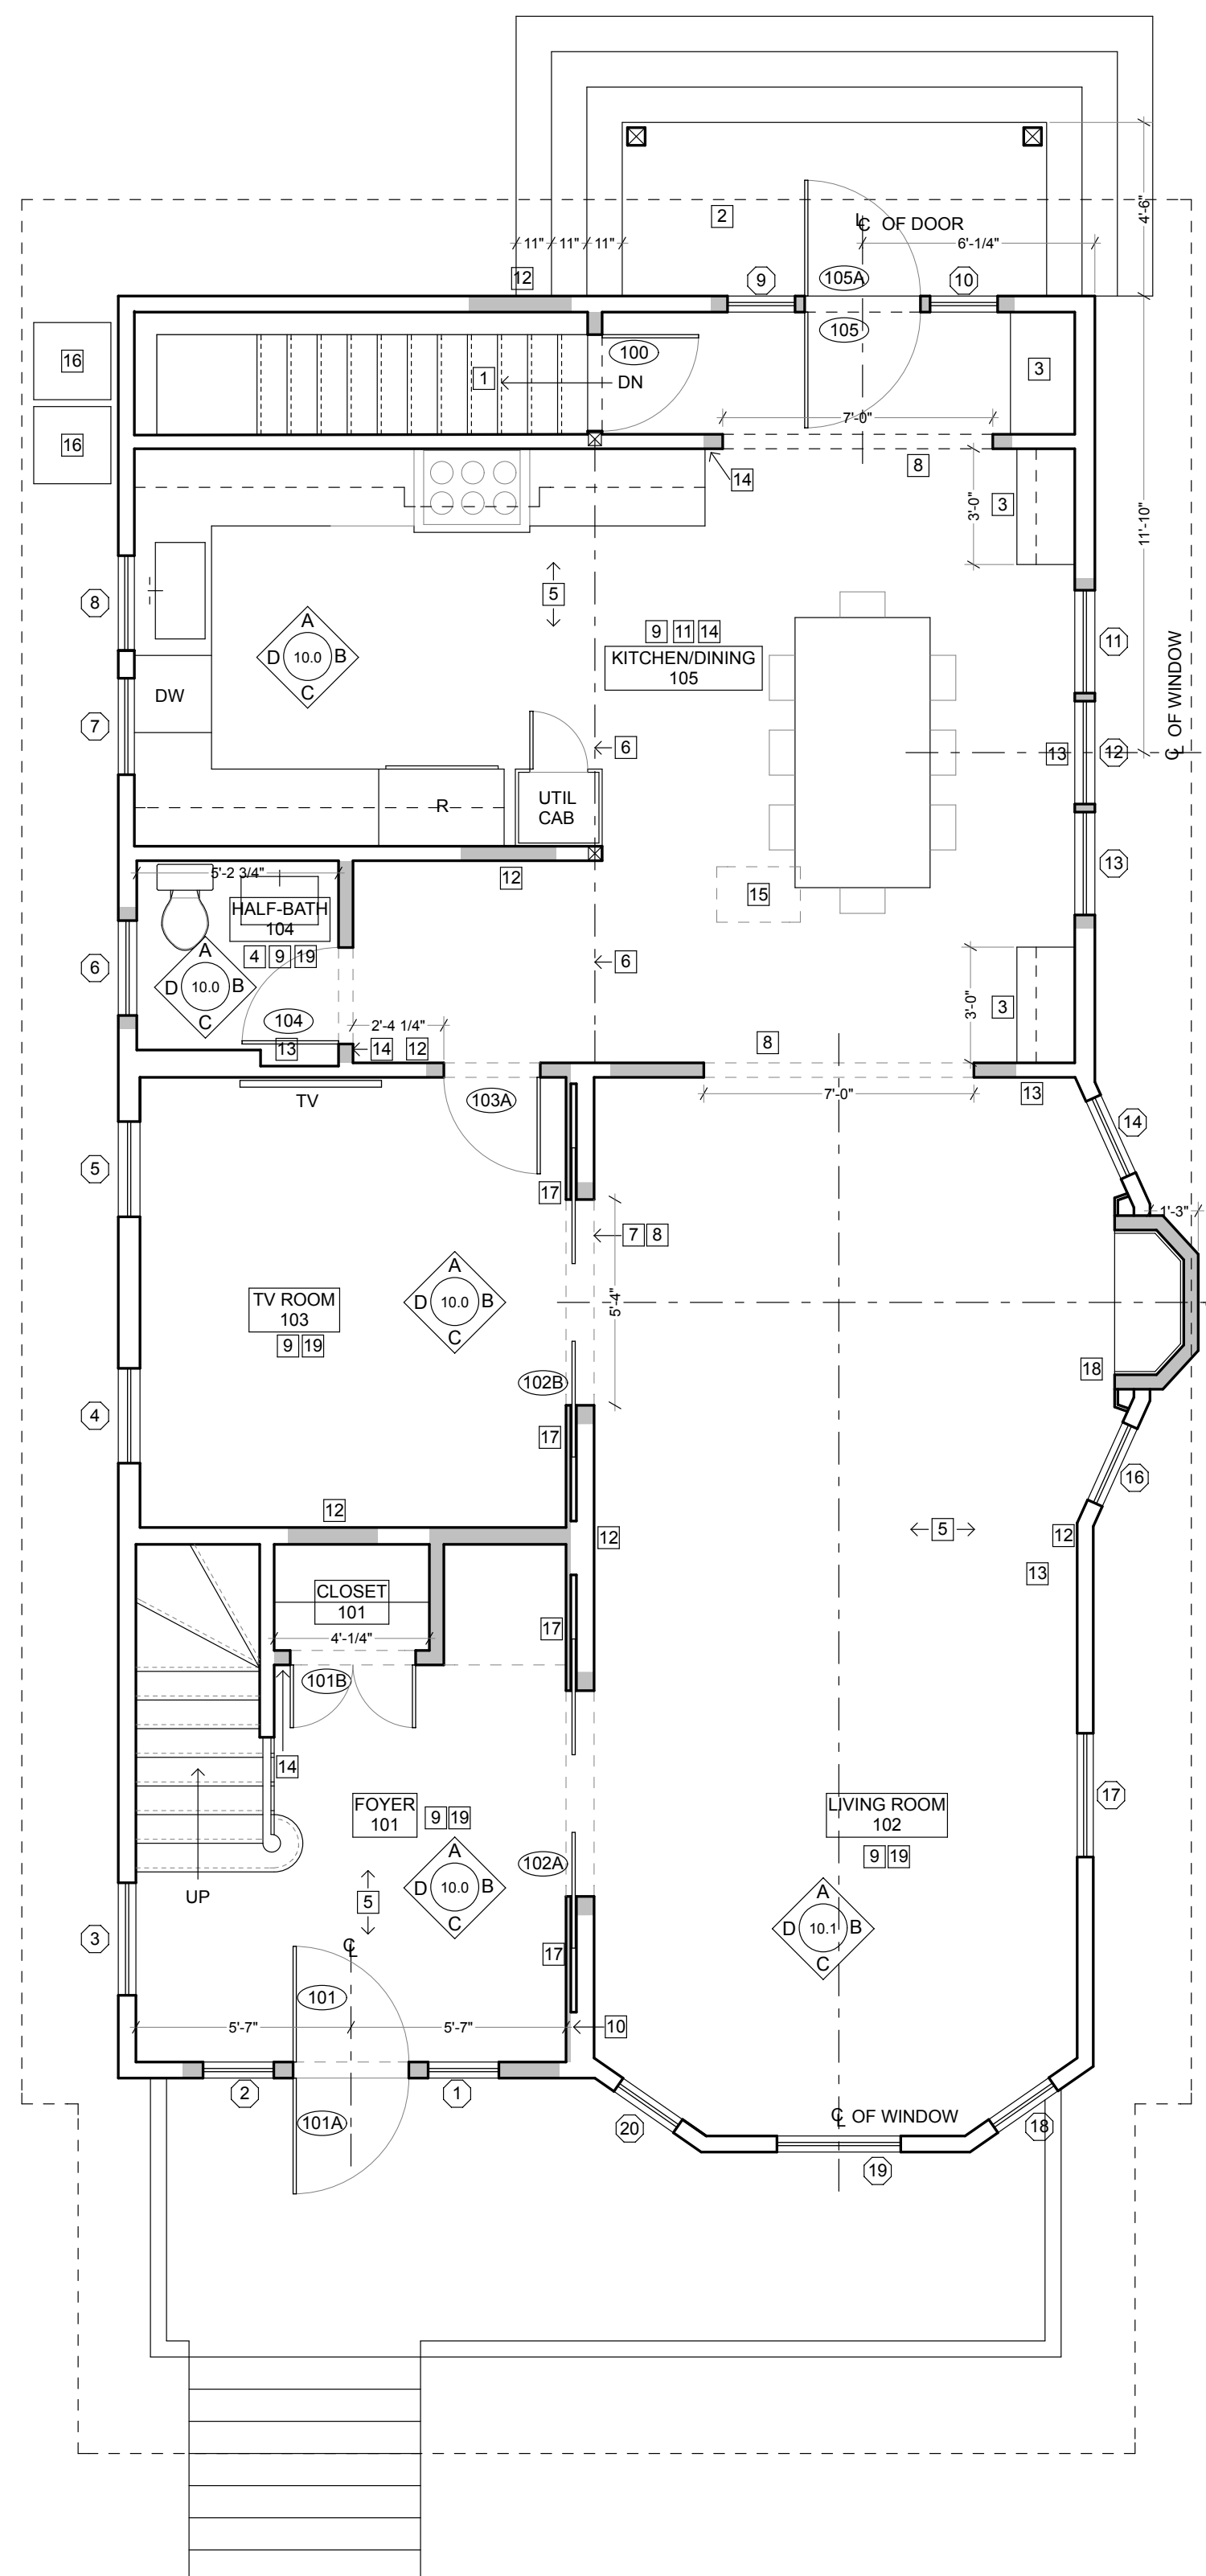 4'-6"
2
℄ OF DOOR
11" 11" 11"
6'-1/4"
12
9
105A
10
105
16
100
3
1
DN
16
7'-0"
8
14
3'-0"
3
11'-10"
5
8
A
D 10.0 B
C
9 11 14
KITCHEN/DINING
105
11
℄ OF WINDOW
DW
7
6
13
12
R
UTIL
CAB
5'-2 3/4"
12
15
13
HALF-BATH
104
4 9 19
6
A
D 10.0 B
C
6
3'-0"
3
104
2'-4 1/4"
13
14
12
8
TV
103A
7'-0"
13
14
5
17
1'-3"
7 8
A
D 10.0 B
C
TV ROOM
103
9 19
5'-4"
102B
18
4
17
16
12
12
5
12
13
CLOSET
101
4'-1/4"
17
101B
14
FOYER
101
9 19
LIVING ROOM
102
9 19
17
102A
A
D 10.0 B
C
UP
5
A
D 10.1 B
C
3
℄
17
101
5'-7"
5'-7"
10
2
1
101A
20
℄ OF WINDOW
18
19